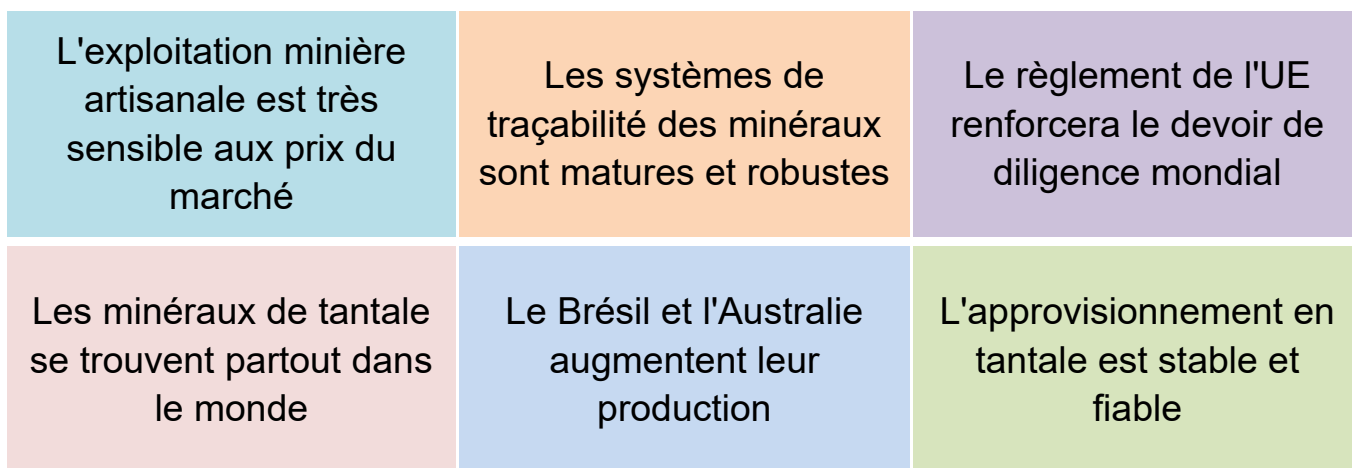 L'exploitation minière
artisanale est très
sensible aux prix du
marché
Les systèmes de
traçabilité des minéraux
sont matures et robustes
Le règlement de l'UE
renforcera le devoir de
diligence mondial
Les minéraux de tantale
se trouvent partout dans
le monde
Le Brésil et l'Australie
augmentent leur
production
L'approvisionnement en
tantale est stable et
fiable